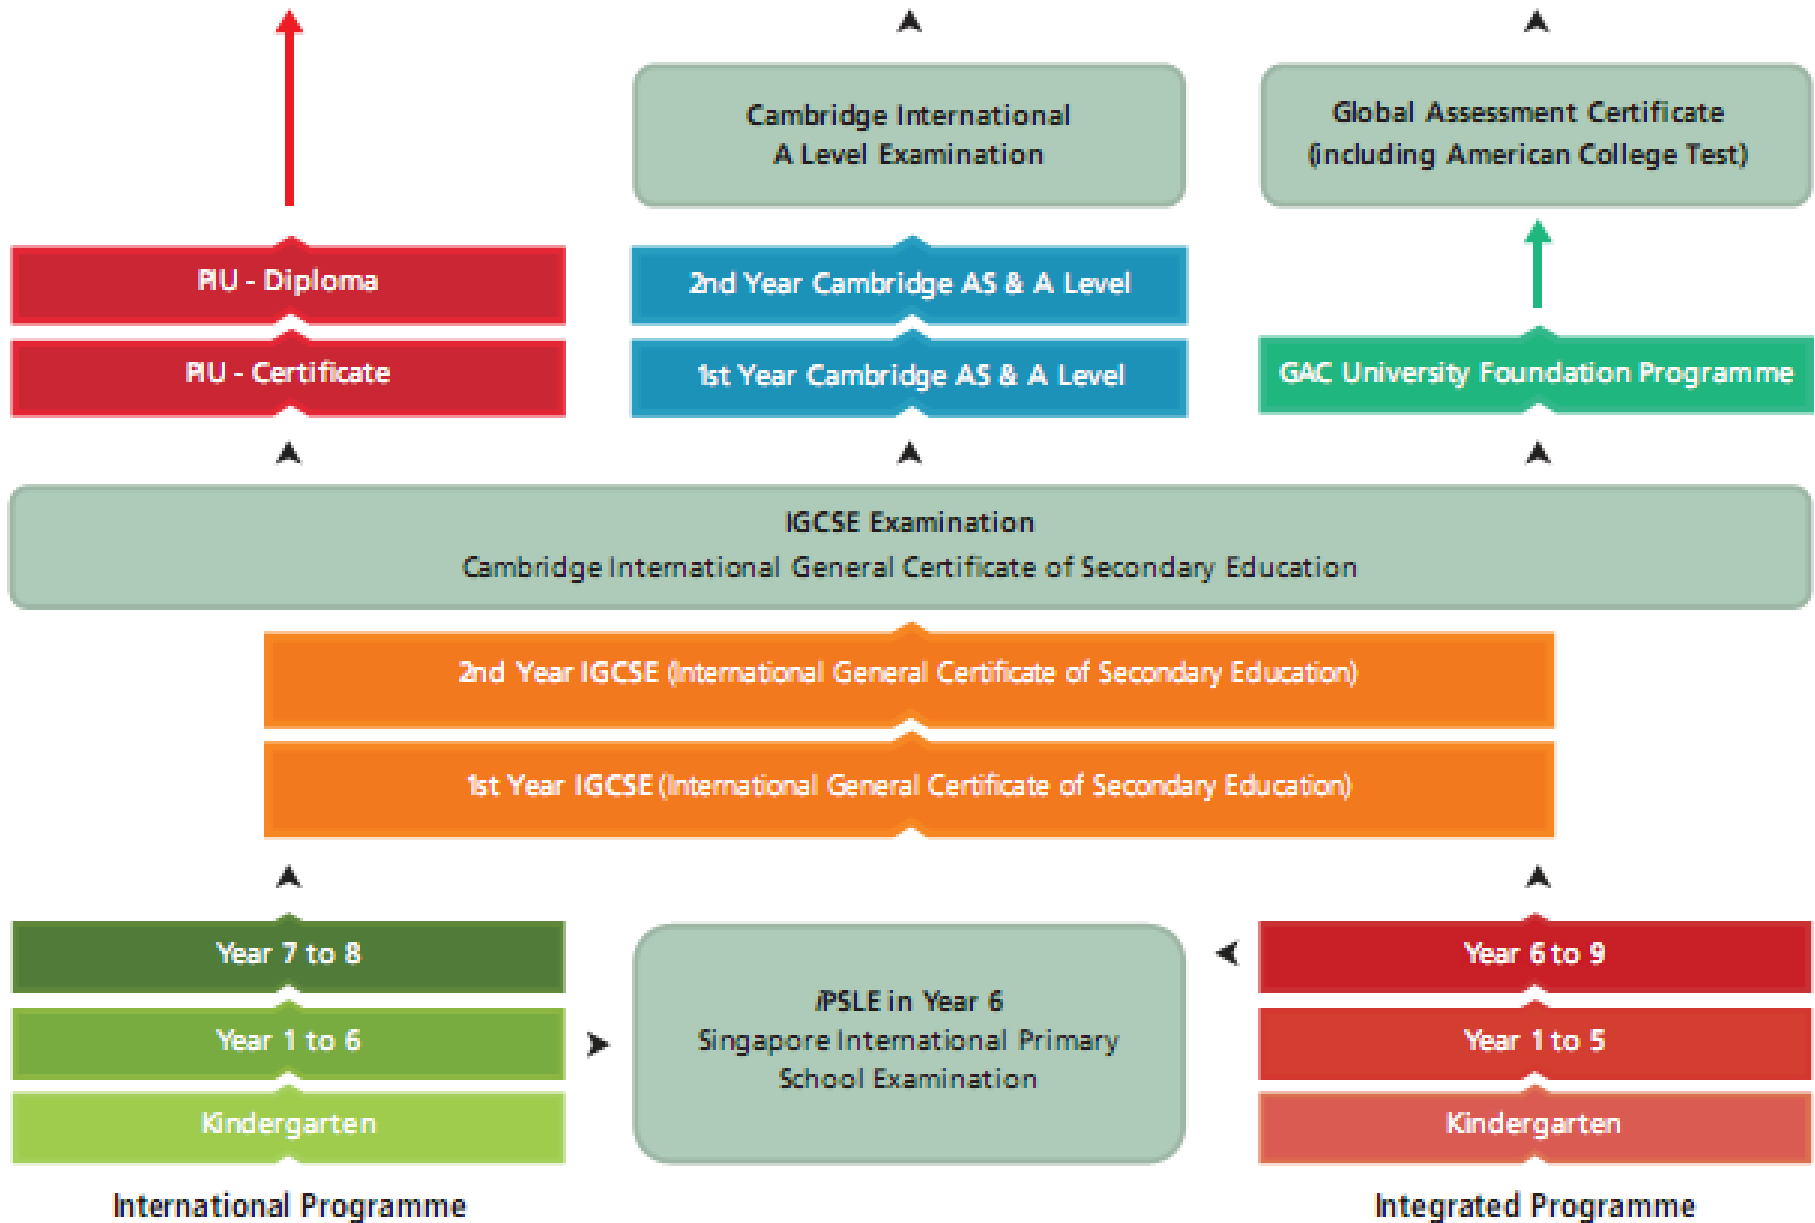 Cambridge International
A Level Examination
Global Assessment Certificate
(including American College Test)
PIU - Diploma
2nd Year Cambridge AS & A Level
PIU - Certificate
1st Year Cambridge AS & A Level
GAC University Foundation Programme
IGCSE Examination
Cambridge International General Certificate of Secondary Education
2nd Year IGCSE (International General Certificate of Secondary Education)
1st Year IGCSE (International General Certificate of Secondary Education)
Year 7 to 8
Year 1 to 6
Kindergarten
iPSLE in Year 6
Singapore International Primary
School Examination
Year 6 to 9
Year 1 to 5
Kindergarten
International Programme
Integrated Programme